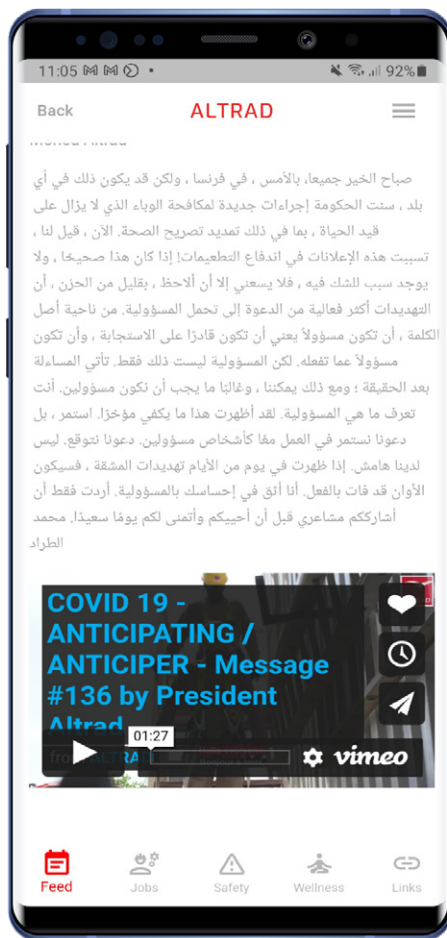 11:05
92%
Back
ALTRAD
Mohed Altrad
صباح الخير جميعا، بالأمس ، في فرنسا ، ولكن قد يكون ذلك في أي
بلد ، سنت الحكومة إجراءات جديدة لمكافحة الوباء الذي لا يزال على
قيد الحياة ، بما في ذلك تمديد تصريح الصحة. الآن ، قيل لنا ،
تسببت هذه الإعلانات في اندفاع التطعيمات! إذا كان هذا صحيحًا ، ولا
يوجد سبب للشك فيه ، فلا يسعني إلا أن ألاحظ ، بقليل من الحزن ، أن
التهديدات أكثر فعالية من الدعوة إلى تحمل المسؤولية. من ناحية أصل
الكلمة ، أن تكون مسؤولاً يعني أن تكون قادرًا على الاستجابة ، وأن تكون
مسؤولاً عما تفعله. لكن المسؤولية ليست ذلك فقط. تأتي المساءلة
بعد الحقيقة ؛ ومع ذلك يمكننا ، وغالبًا ما يجب أن نكون مسؤولين. أنت
تعرف ما هي المسؤولية. لقد أظهرت هذا ما يكفي مؤخرًا. استمر ، بل
دعونا نستمر في العمل معًا كأشخاص مسؤولين. دعونا نتوقع. ليس
لدينا هامش. إذا ظهرت في يوم من الأيام تهديدات المشقة ، فسيكون
الأوان قد فات بالفعل. أنا أثق في إحساسك بالمسؤولية. أردت فقط أن
أشارككم مشاعري قبل أن أحييكم وأتمنى لكم يومًا سعيدًا. محمد
الطراد
COVID 19 -
ANTICIPATING /
ANTICIPER - Message
#136 by President
Altrad
from ALTRAD
01:27
vimeo
Feed
Jobs
Safety
Wellness
Links